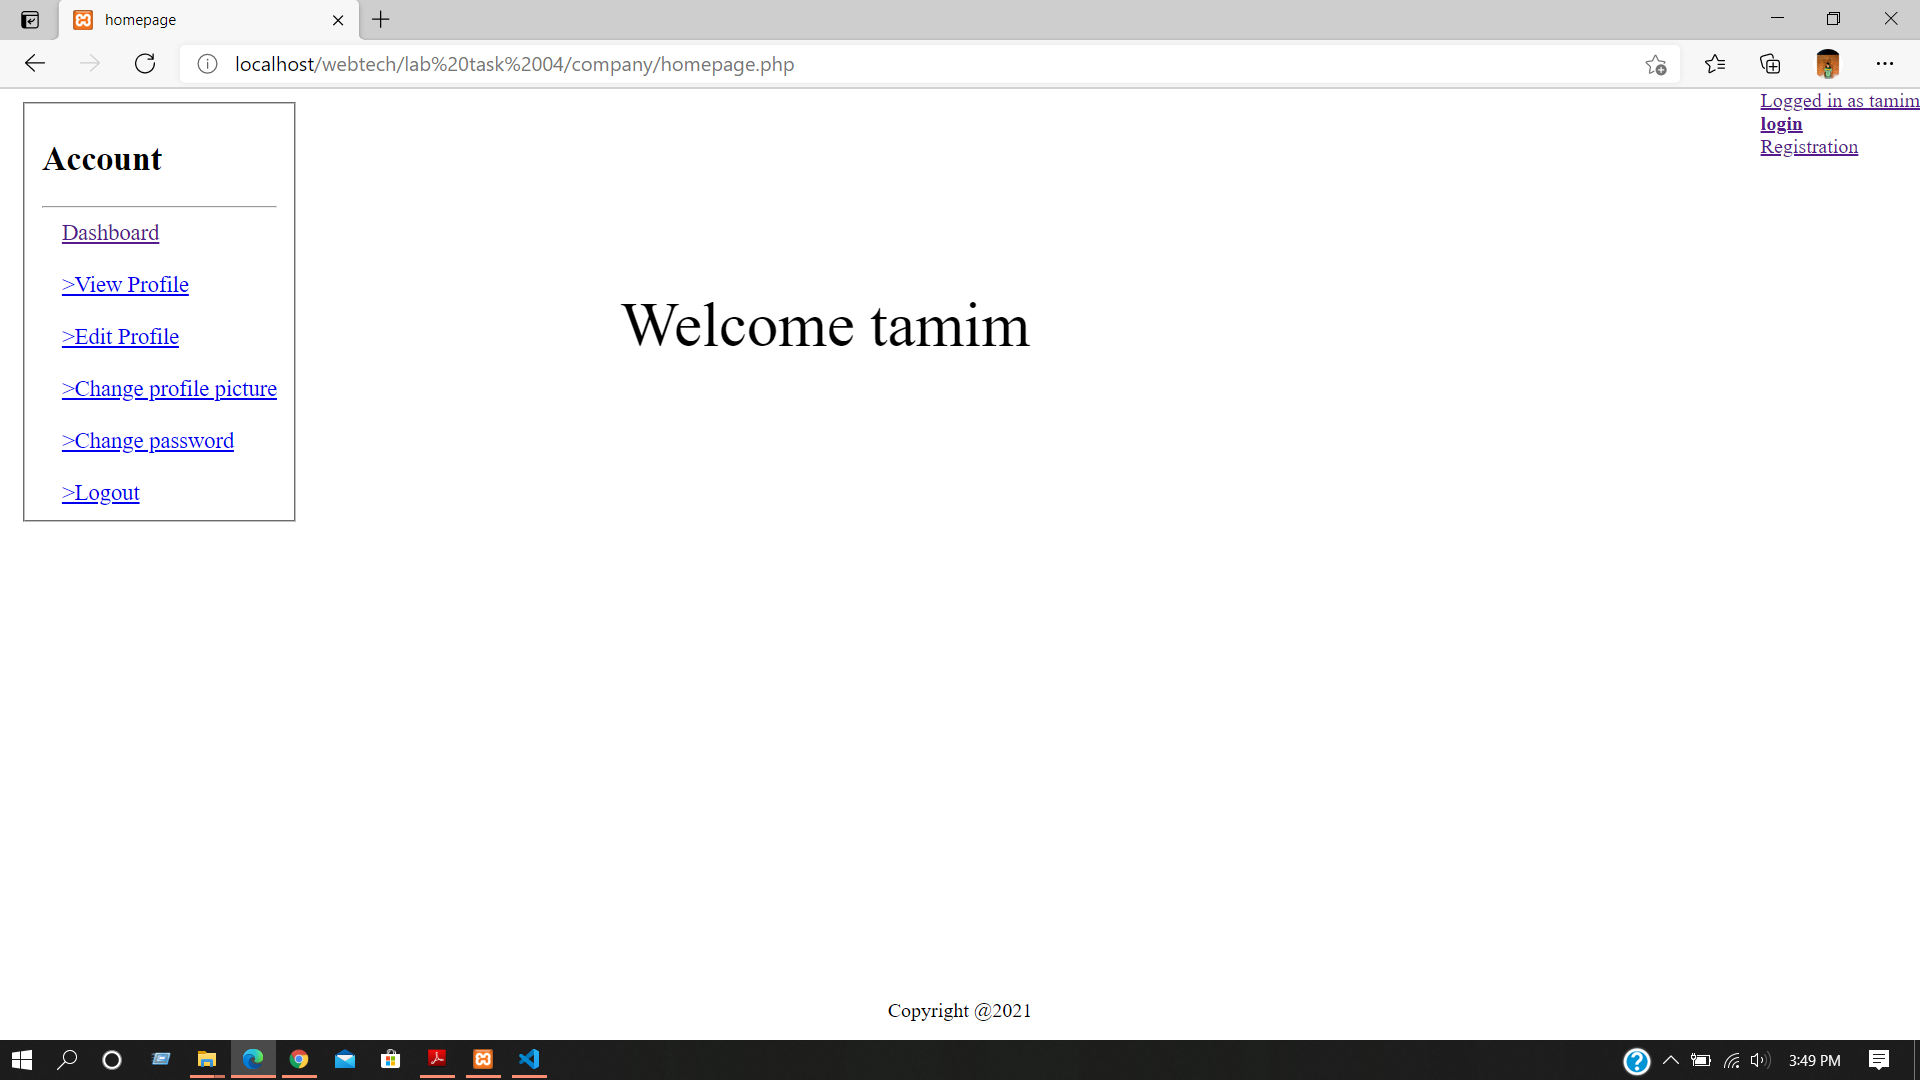 homepage
localhost/webtech/lab%20task%2004/company/homepage.php
Logged in as tamim
login
Registration
Account
Dashboard
>View Profile
>Edit Profile
>Change profile picture
>Change password
>Logout
Welcome tamim
Copyright @2021
3:49 PM